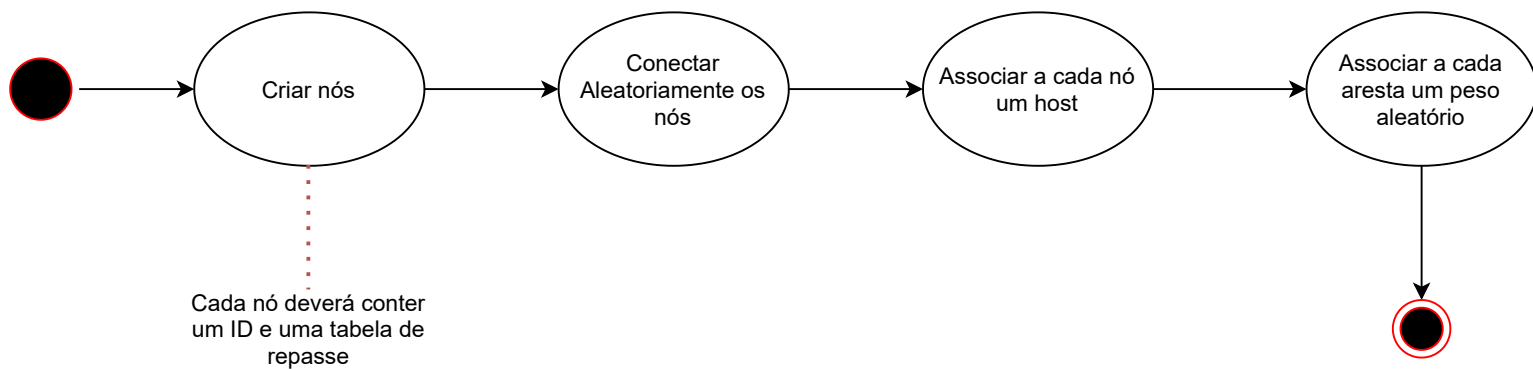 Criar nós
Conectar
Aleatoriamente os
nós
Associar a cada nó
um host
Associar a cada
aresta um peso
aleatório
Cada nó deverá conter
um ID e uma tabela de
repasse